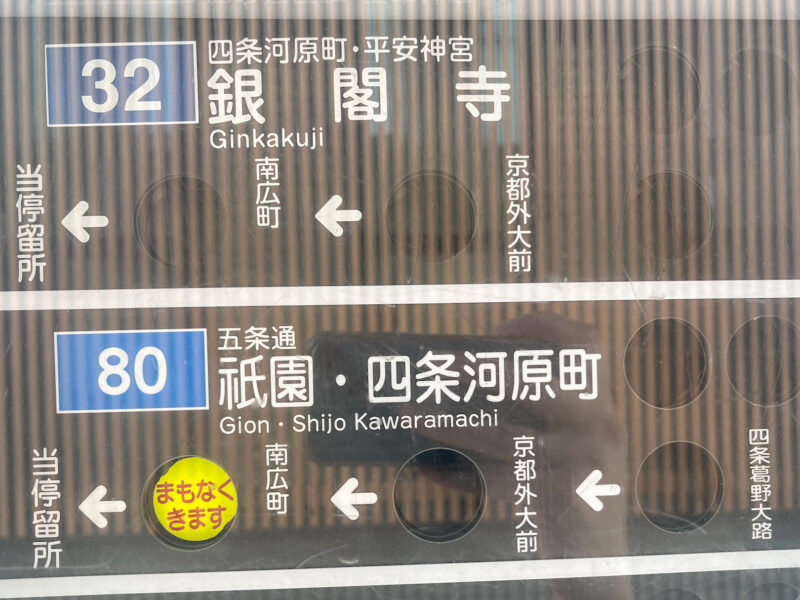 32
四条河原町・平安神宮
銀閣寺
Ginkakuji
当停留所
南広町
京都外大前
80
五条通
祇園・四条河原町
Gion・Shijo Kawaramachi
当停留所
まもなく
きます
南広町
京都外大前
四条葛野大路